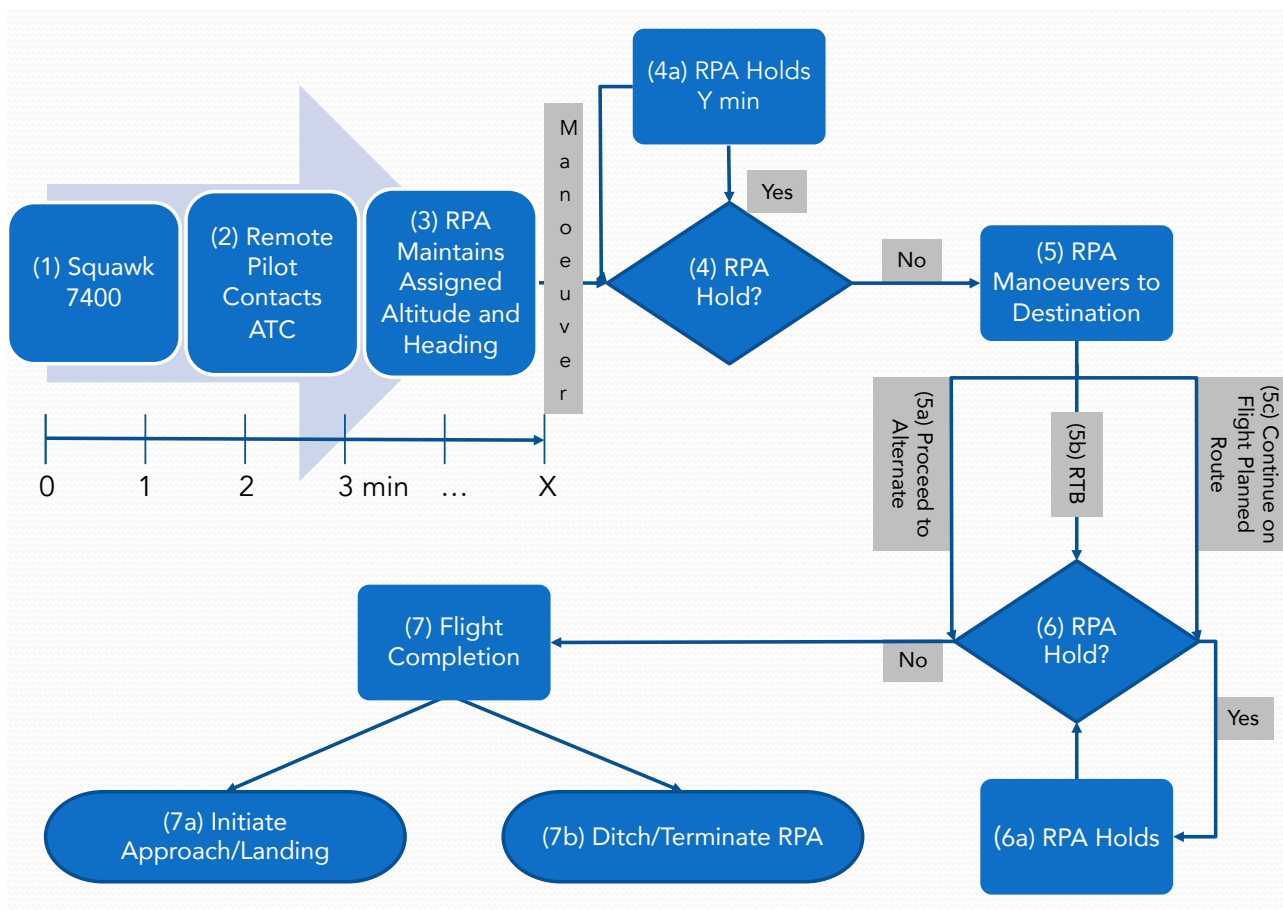 (4a) RPA Holds
Y min
Manoeuver
Yes
(1) Squawk
7400
(2) Remote
Pilot
Contacts
ATC
(3) RPA
Maintains
Assigned
Altitude and
Heading
(4) RPA
Hold?
No
(5) RPA
Manoeuvers to
Destination
0
1
2
3 min
...
X
(5a) Proceed to
Alternate
(5b) RTB
(5c) Continue on
Flight Planned
Route
(7) Flight
Completion
No
(6) RPA
Hold?
Yes
(7a) Initiate
Approach/Landing
(7b) Ditch/Terminate RPA
(6a) RPA Holds